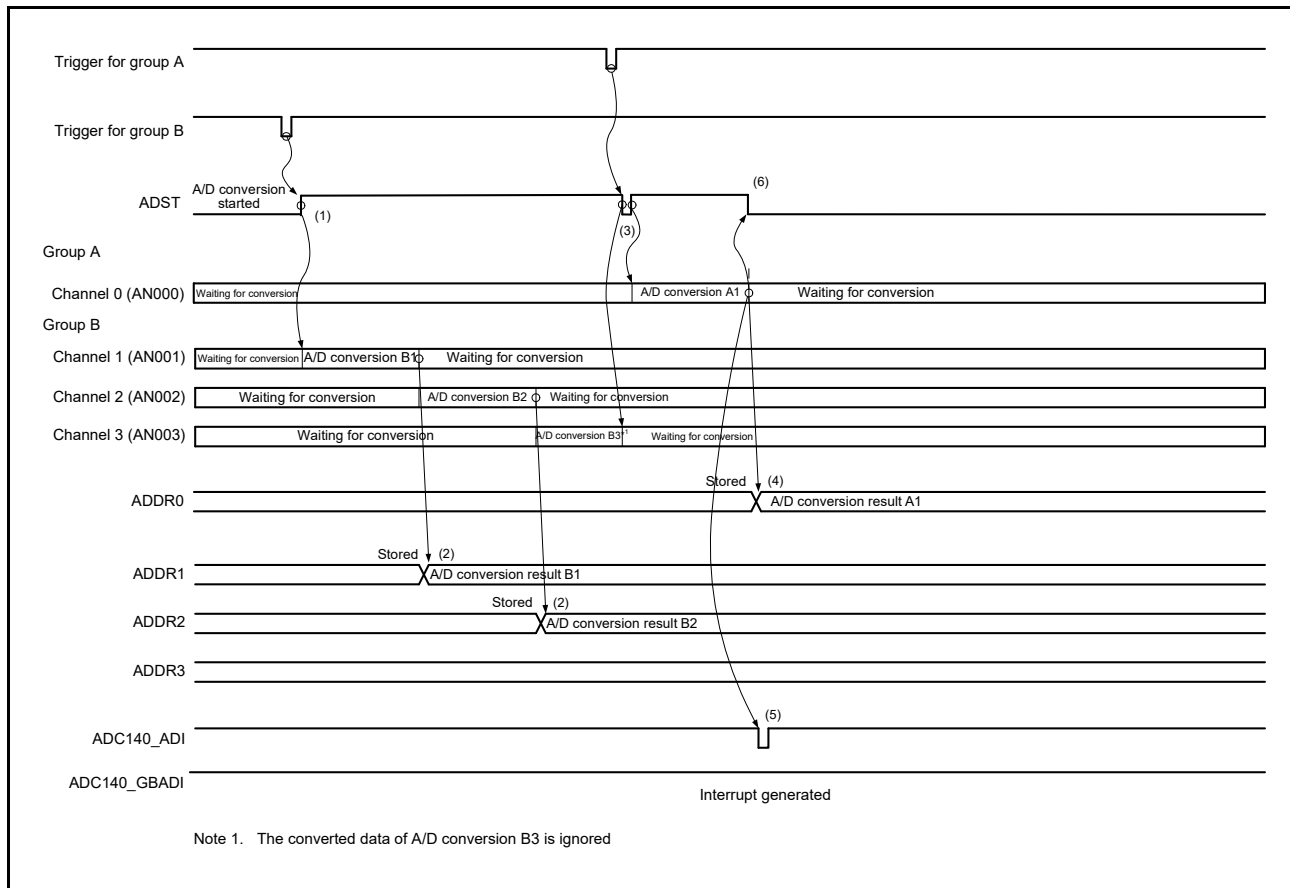 Trigger for group A
Trigger for group B
A/D conversion
started
ADST
(1)
(3)
(6)
Group A
Channel 0 (AN000)
Waiting for conversion
A/D conversion A1
Waiting for conversion
Group B
Channel 1 (AN001)
Waiting for conversion
A/D conversion B1
Waiting for conversion
Channel 2 (AN002)
Waiting for conversion
A/D conversion B2
Waiting for conversion
Channel 3 (AN003)
Waiting for conversion
A/D conversion B3*1
Waiting for conversion
Stored (4)
ADDR0
A/D conversion result A1
Stored (2)
ADDR1
A/D conversion result B1
Stored (2)
ADDR2
A/D conversion result B2
ADDR3
(5)
ADC140_ADI
ADC140_GBADI
Interrupt generated
Note 1. The converted data of A/D conversion B3 is ignored